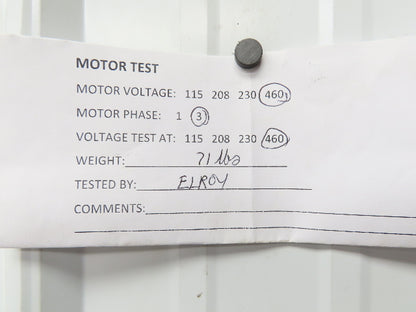 MOTOR TEST
MOTOR VOLTAGE: 115 208 230 460
MOTOR PHASE: 1 3
VOLTAGE TEST AT: 115 208 230 460
WEIGHT: 71 lbs
TESTED BY: ELROY
COMMENTS: